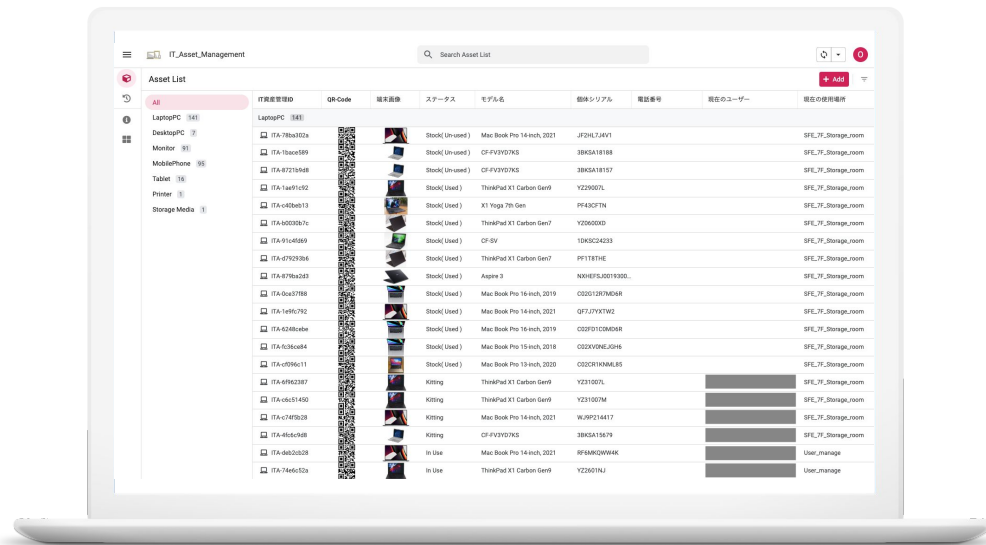 IT_Asset_Management
Search Asset List
O
Asset List
+ Add
All
LaptopPC 141
DesktopPC 7
Monitor 91
MobilePhone 95
Tablet 16
Printer 1
Storage Media 1
IT資産管理ID QR-Code 端末画像 ステータス モデル名 個体シリアル 電話番号 現在のユーザー 現在の使用場所
LaptopPC 141
ITA-78ba302a Stock( Un-used ) Mac Book Pro 14-inch, 2021 JF2HL7J4V1 SFE_7F_Storage_room
ITA-1bace589 Stock( Un-used ) CF-FV3YD7KS 3BKSA18188 SFE_7F_Storage_room
ITA-8721b9d8 Stock( Un-used ) CF-FV3YD7KS 3BKSA18157 SFE_7F_Storage_room
ITA-1ae91c92 Stock( Used ) ThinkPad X1 Carbon Gen9 YZ29007L SFE_7F_Storage_room
ITA-c40beb13 Stock( Used ) X1 Yoga 7th Gen PF43CFTN SFE_7F_Storage_room
ITA-b0030b7c Stock( Used ) ThinkPad X1 Carbon Gen7 YZ0600XD SFE_7F_Storage_room
ITA-91c4fd69 Stock( Used ) CF-SV 1DKSC24233 SFE_7F_Storage_room
ITA-d79293b6 Stock( Used ) ThinkPad X1 Carbon Gen7 PF1T8THE SFE_7F_Storage_room
ITA-879ba2d3 Stock( Used ) Aspire 3 NXHEFSJ0019300... SFE_7F_Storage_room
ITA-0ce37f88 Stock( Used ) Mac Book Pro 16-inch, 2019 C02G12R7MD6R SFE_7F_Storage_room
ITA-1e9fc792 Stock( Used ) Mac Book Pro 14-inch, 2021 QF7J7YXTW2 SFE_7F_Storage_room
ITA-6248cebe Stock( Used ) Mac Book Pro 16-inch, 2019 C02FD1C0MD6R SFE_7F_Storage_room
ITA-fc36ce84 Stock( Used ) Mac Book Pro 15-inch, 2018 C02XV0NEJGH6 SFE_7F_Storage_room
ITA-cf096c11 Stock( Used ) Mac Book Pro 13-inch, 2020 C02CR1KNML85 SFE_7F_Storage_room
ITA-6f962387 Kitting ThinkPad X1 Carbon Gen9 YZ31007L SFE_7F_Storage_room
ITA-c6c51450 Kitting ThinkPad X1 Carbon Gen9 YZ31007M SFE_7F_Storage_room
ITA-c74f5b28 Kitting Mac Book Pro 14-inch, 2021 WJ9P214417 SFE_7F_Storage_room
ITA-4fc6c9d8 Kitting CF-FV3YD7KS 3BKSA15679 SFE_7F_Storage_room
ITA-deb2cb28 In Use Mac Book Pro 14-inch, 2021 RF6MKQWW4K User_manage
ITA-74e6c52a In Use ThinkPad X1 Carbon Gen9 YZ2601NJ User_manage